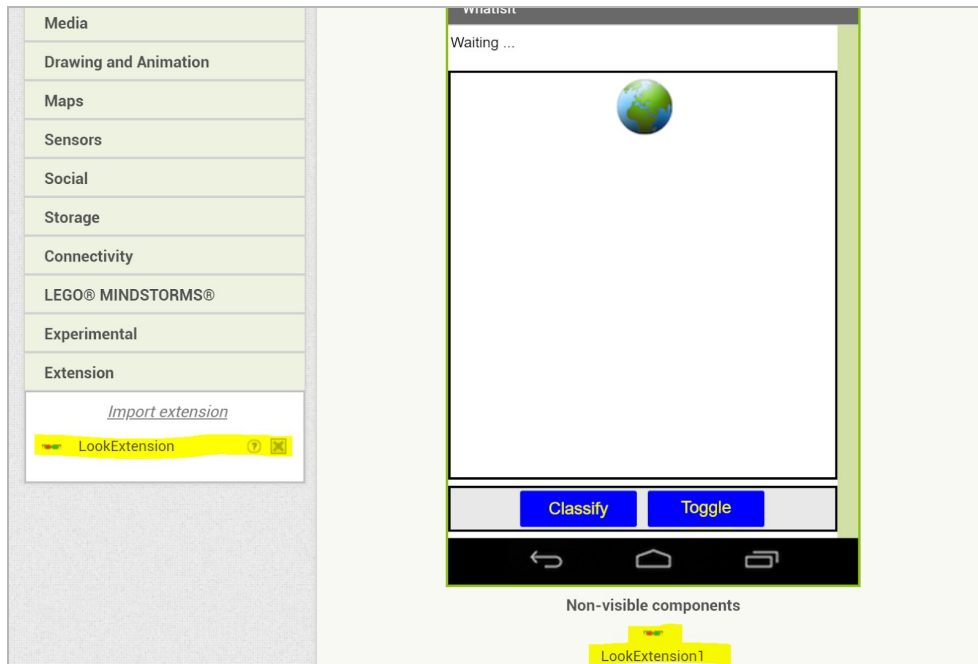 Media
Drawing and Animation
Maps
Sensors
Social
Storage
Connectivity
LEGO® MINDSTORMS®
Experimental
Extension
Import extension
LookExtension
WhatIsIt
Waiting ...
Classify Toggle
Non-visible components
LookExtension1